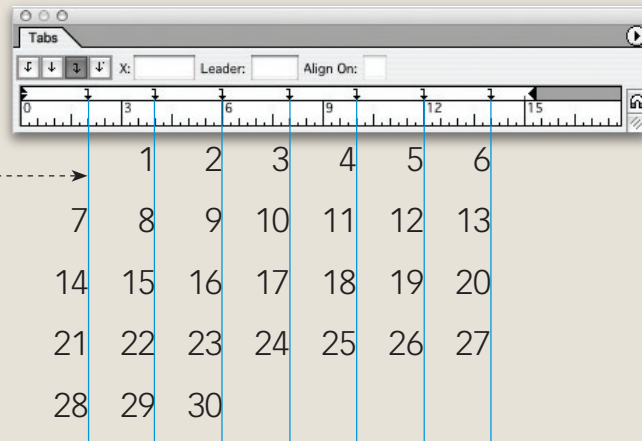 Tabs
X: Leader: Align On:
0 3 6 9 12 15
1 2 3 4 5 6
7 8 9 10 11 12 13
14 15 16 17 18 19 20
21 22 23 24 25 26 27
28 29 30